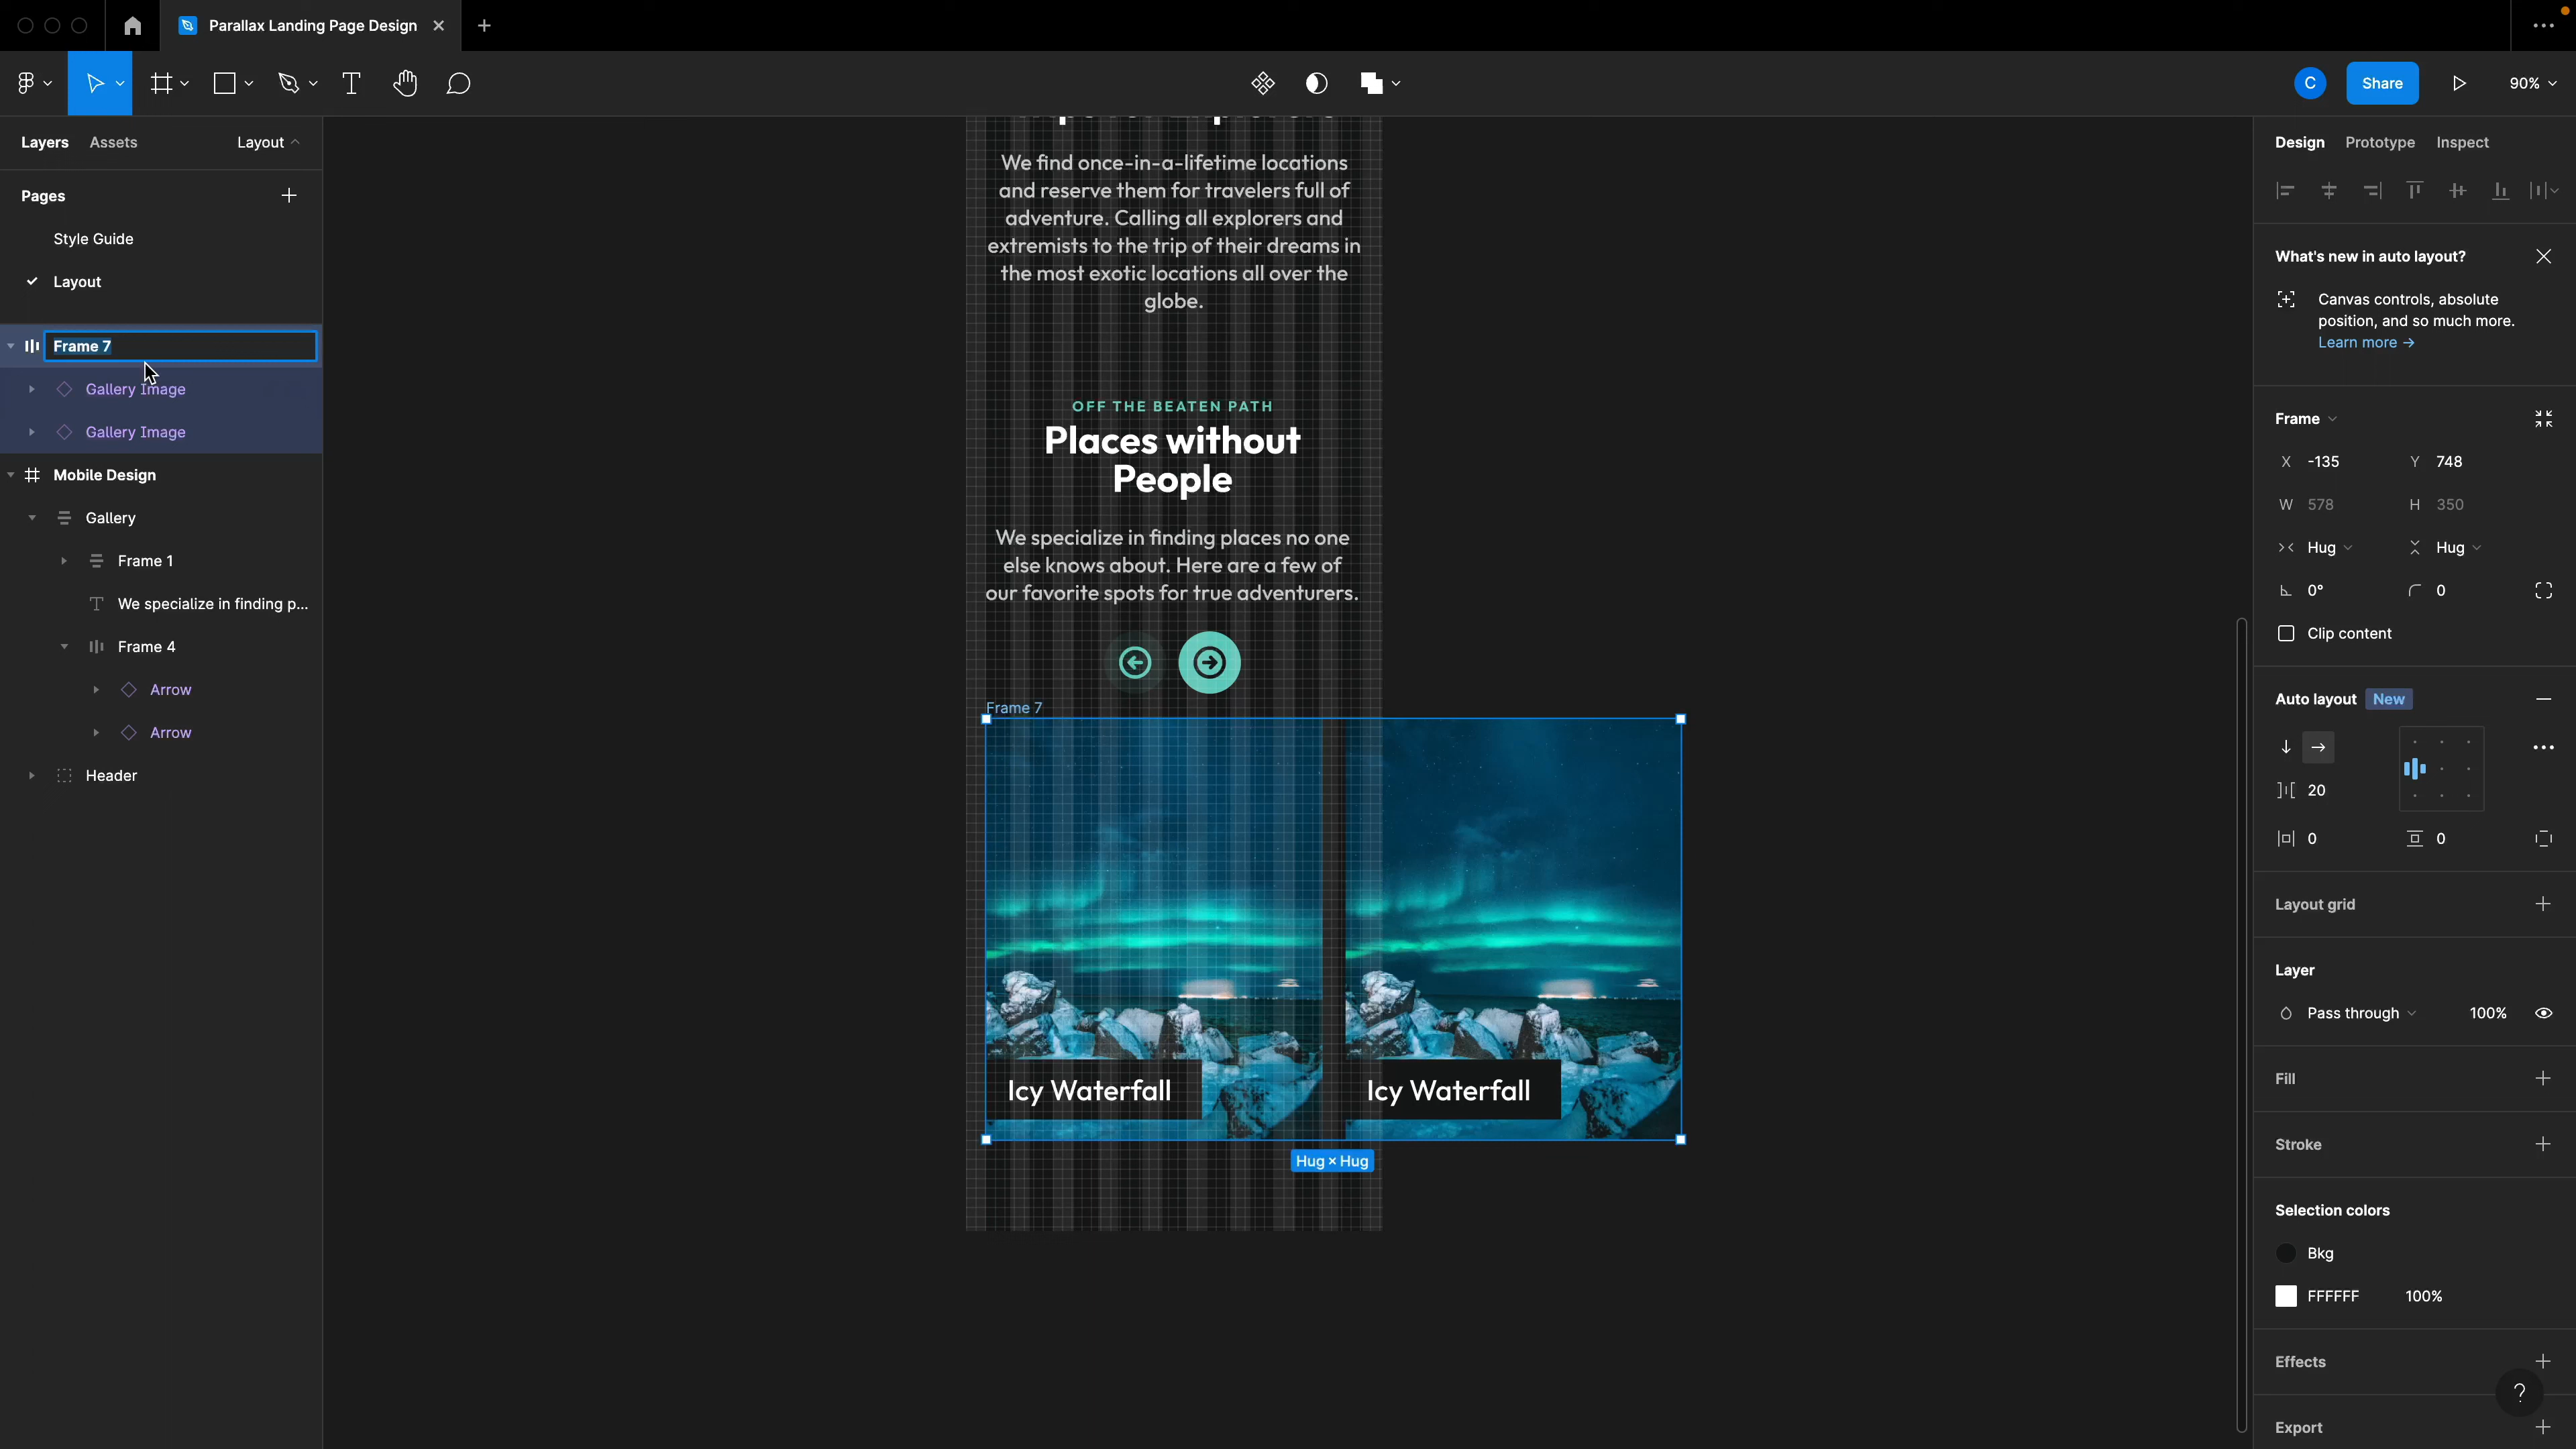 Parallax Landing Page Design
C
Share
90%
Layers
Assets
Layout
Pages
Style Guide
Layout
Frame 7
Gallery Image
Gallery Image
Mobile Design
Gallery
Frame 1
We specialize in finding p...
Frame 4
Arrow
Arrow
Header
We find once-in-a-lifetime locations
and reserve them for travelers full of
adventure. Calling all explorers and
extremists to the trip of their dreams in
the most exotic locations all over the
globe.
OFF THE BEATEN PATH
Places without
People
We specialize in finding places no one
else knows about. Here are a few of
our favorite spots for true adventurers.
Frame 7
Icy Waterfall
Icy Waterfall
Hug × Hug
Design
Prototype
Inspect
What's new in auto layout?
Canvas controls, absolute
position, and so much more.
Learn more →
Frame
X -135
Y 748
W 578
H 350
Hug
Hug
0°
0
Clip content
Auto layout New
20
0
0
Layout grid
Layer
Pass through
100%
Fill
Stroke
Selection colors
Bkg
FFFFFF
100%
Effects
?
Export